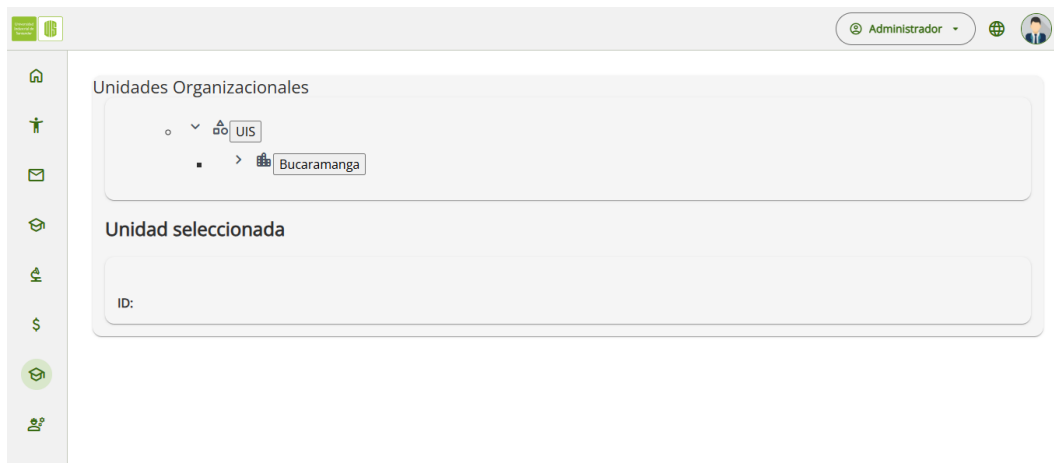 Administrador
Unidades Organizacionales
UIS
Bucaramanga
Unidad seleccionada
ID: